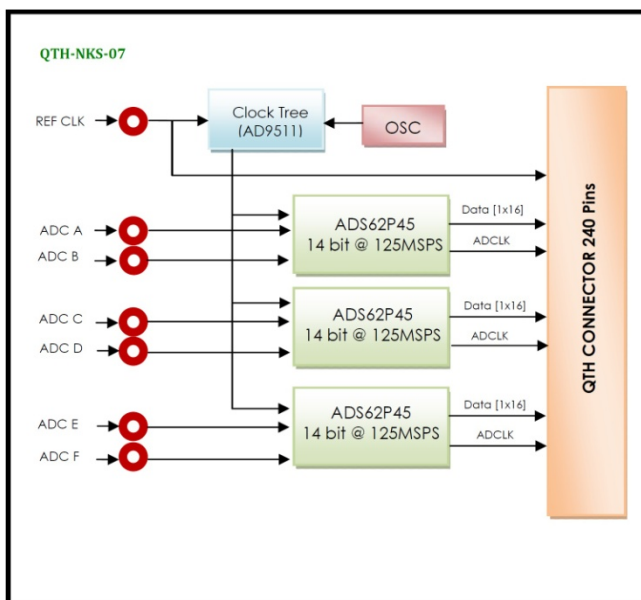 QTH-NKS-07
REF CLK
Clock Tree
(AD9511)
OSC
ADC A
ADC B
ADS62P45
14 bit @ 125MSPS
Data [1x16]
ADCLK
ADC C
ADC D
ADS62P45
14 bit @ 125MSPS
Data [1x16]
ADCLK
ADC E
ADC F
ADS62P45
14 bit @ 125MSPS
Data [1x16]
ADCLK
QTH CONNECTOR 240 Pins